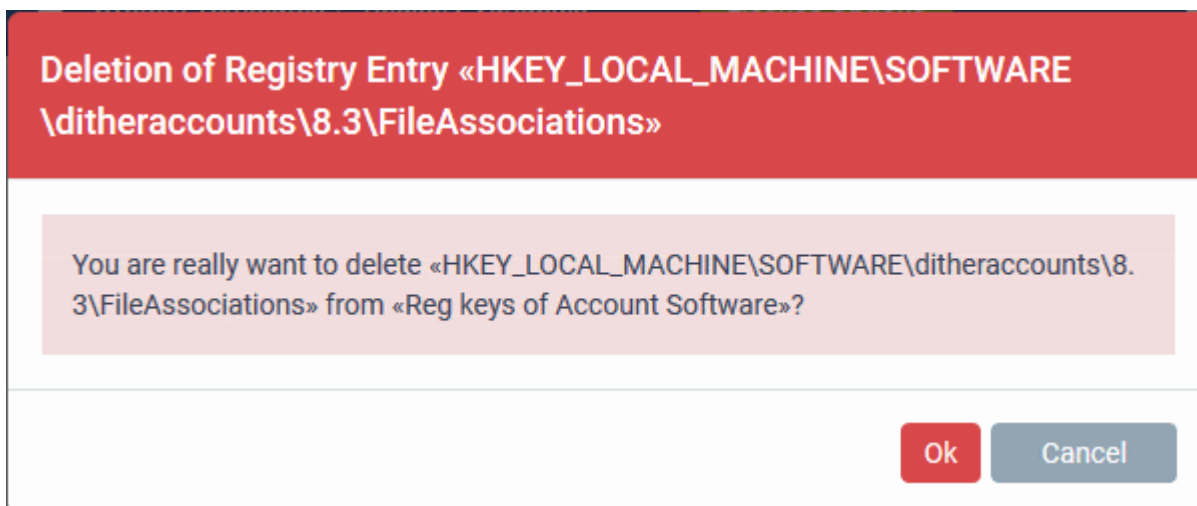 Deletion of Registry Entry «HKEY_LOCAL_MACHINE\SOFTWARE
\ditheraccounts\8.3\FileAssociations»
You are really want to delete «HKEY_LOCAL_MACHINE\SOFTWARE\ditheraccounts\8.
3\FileAssociations» from «Reg keys of Account Software»?
Ok
Cancel